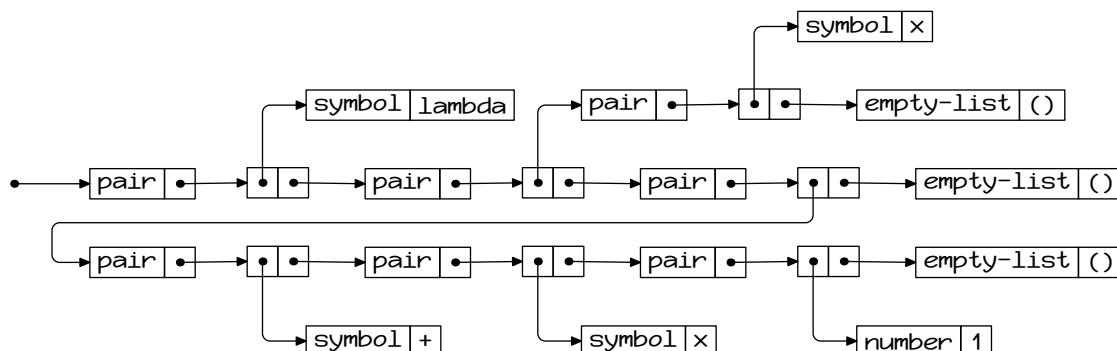 symbol x
symbol lambda pair empty-list ()
pair pair pair empty-list ()
pair pair pair empty-list ()
symbol + symbol x number 1